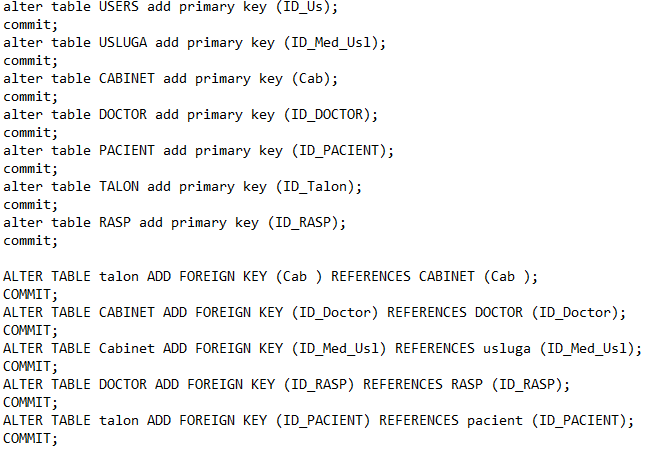 alter table USERS add primary key (ID_Us);
commit;
alter table USLUGA add primary key (ID_Med_Usl);
commit;
alter table CABINET add primary key (Cab);
commit;
alter table DOCTOR add primary key (ID_DOCTOR);
commit;
alter table PACIENT add primary key (ID_PACIENT);
commit;
alter table TALON add primary key (ID_Talon);
commit;
alter table RASP add primary key (ID_RASP);
commit;
ALTER TABLE talon ADD FOREIGN KEY (Cab ) REFERENCES CABINET (Cab );
COMMIT;
ALTER TABLE CABINET ADD FOREIGN KEY (ID_Doctor) REFERENCES DOCTOR (ID_Doctor);
COMMIT;
ALTER TABLE Cabinet ADD FOREIGN KEY (ID_Med_Usl) REFERENCES usluga (ID_Med_Usl);
COMMIT;
ALTER TABLE DOCTOR ADD FOREIGN KEY (ID_RASP) REFERENCES RASP (ID_RASP);
COMMIT;
ALTER TABLE talon ADD FOREIGN KEY (ID_PACIENT) REFERENCES pacient (ID_PACIENT);
COMMIT;